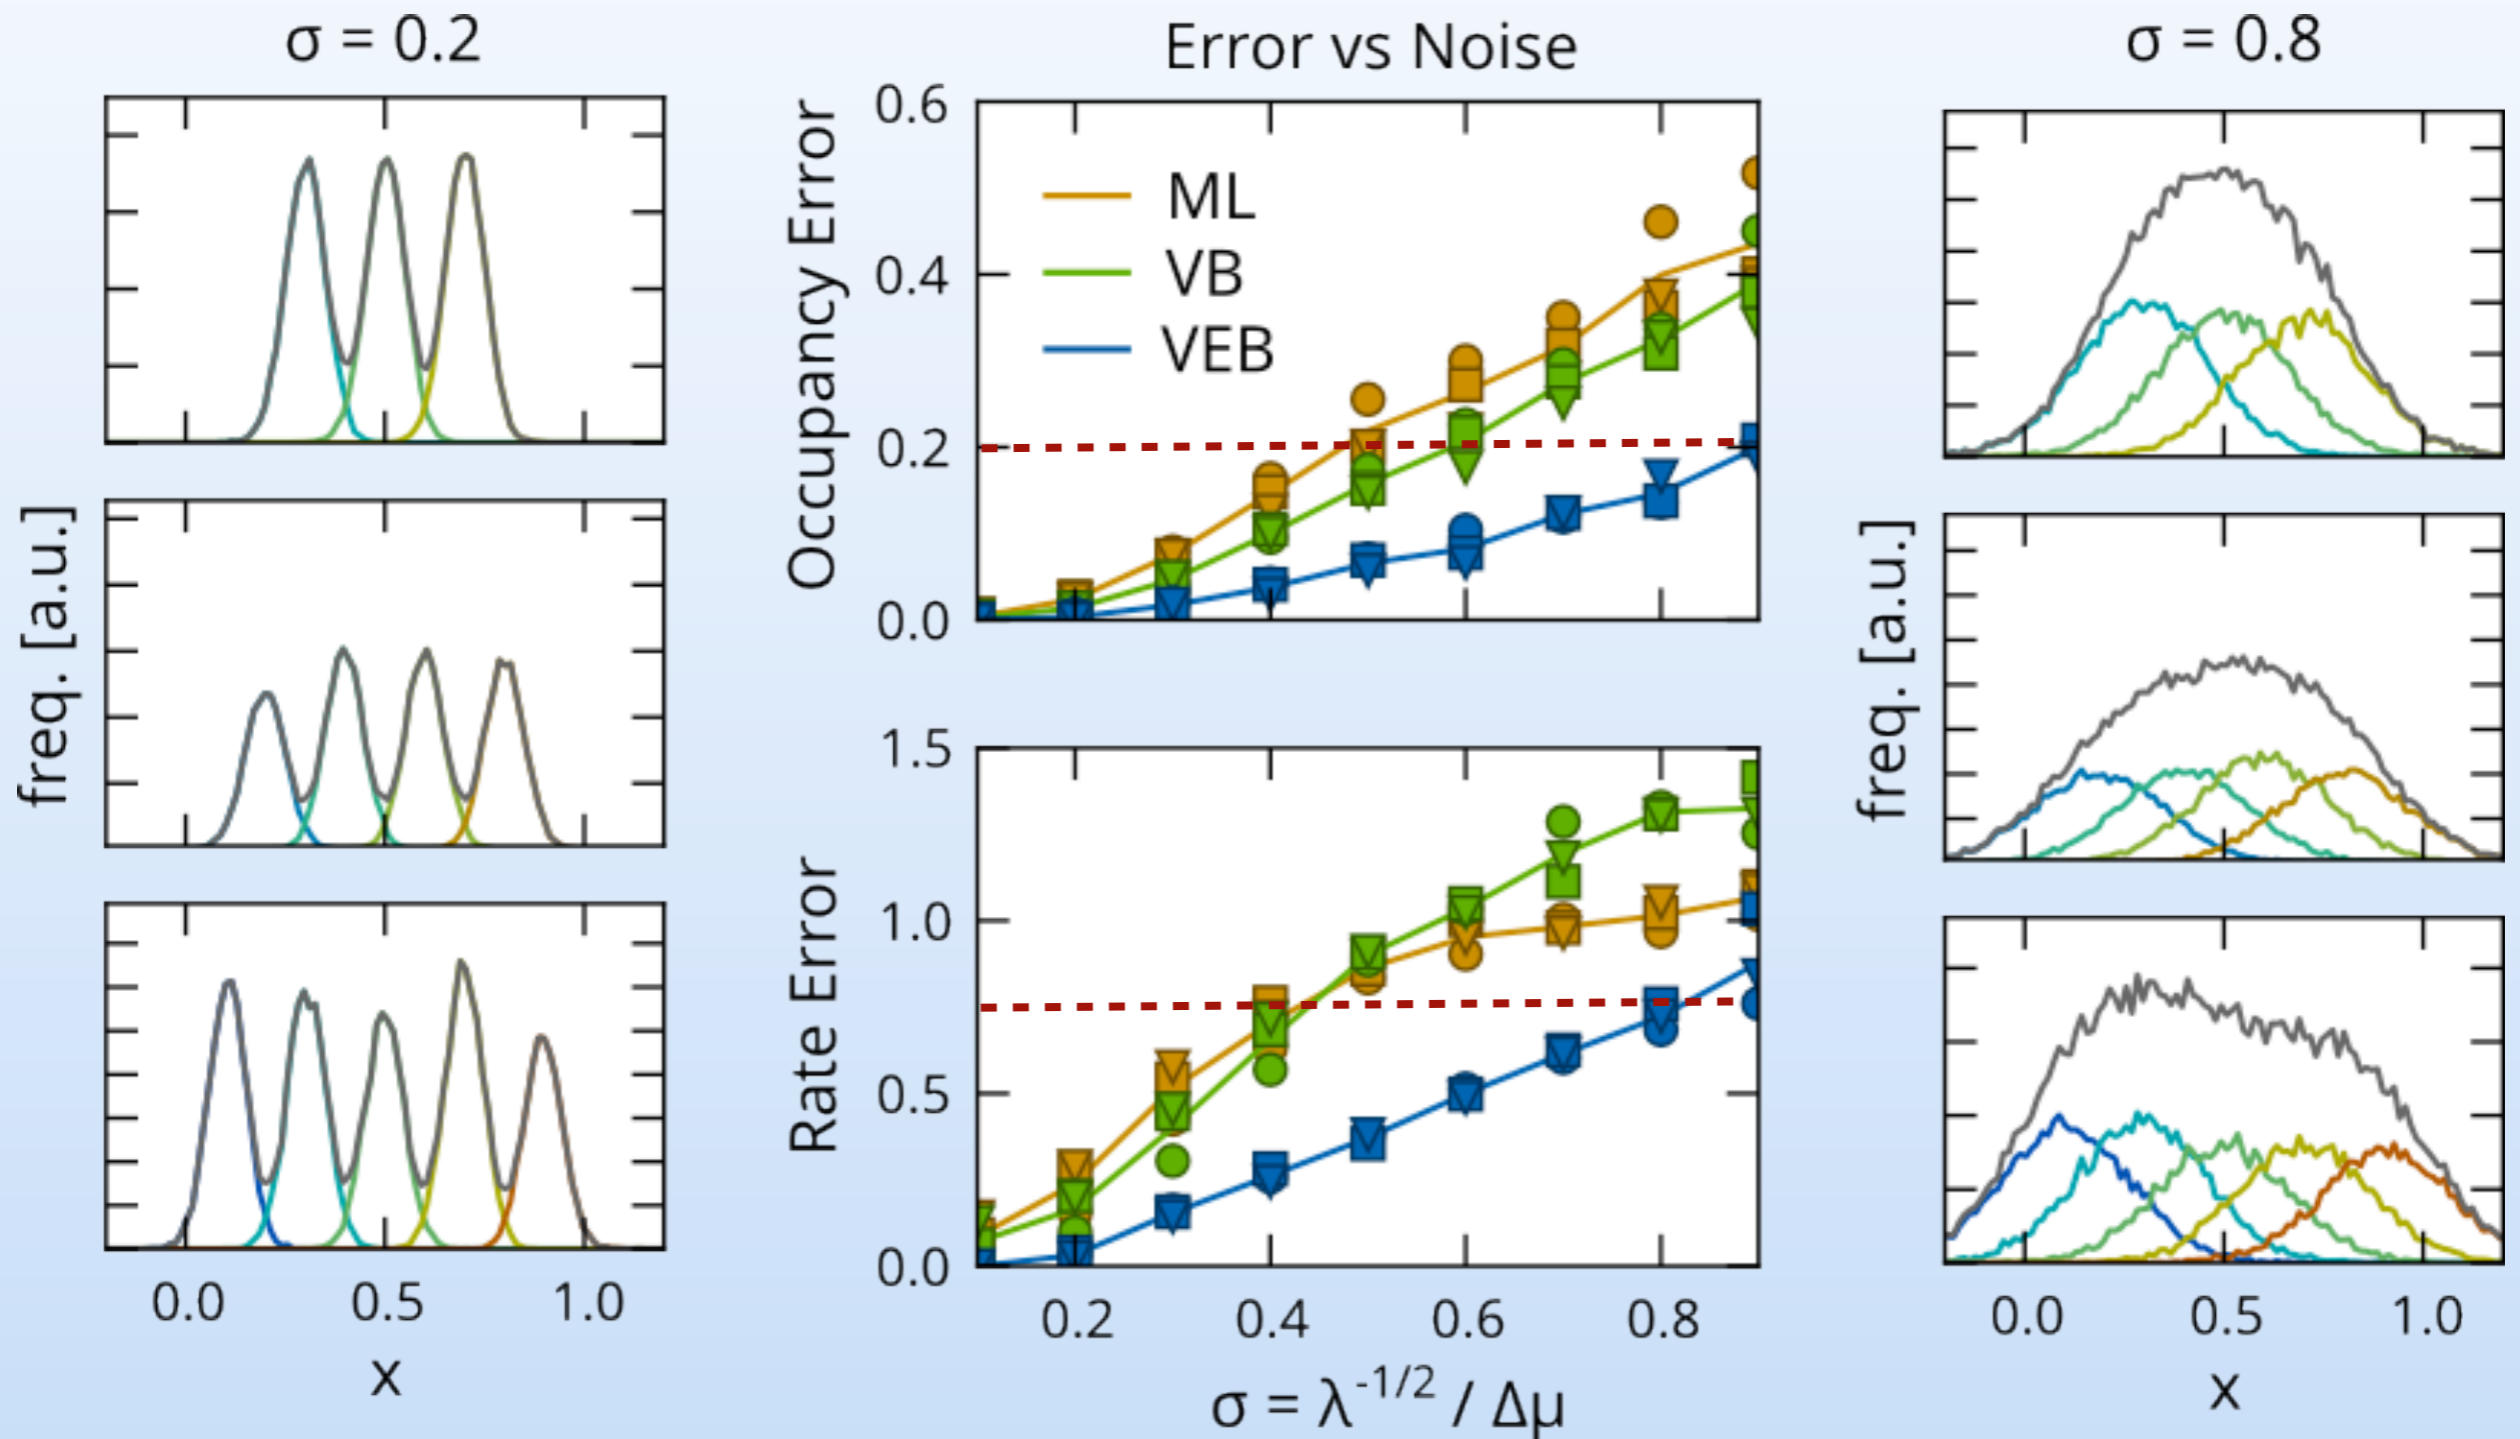 σ = 0.2
freq. [a.u.]
0.0 0.5 1.0
x
Error vs Noise
Occupancy Error
0.6
0.4
0.2
0.0
ML
VB
VEB
Rate Error
1.5
1.0
0.5
0.0
0.2 0.4 0.6 0.8
σ = λ^-1/2 / Δμ
σ = 0.8
freq. [a.u.]
0.0 0.5 1.0
x